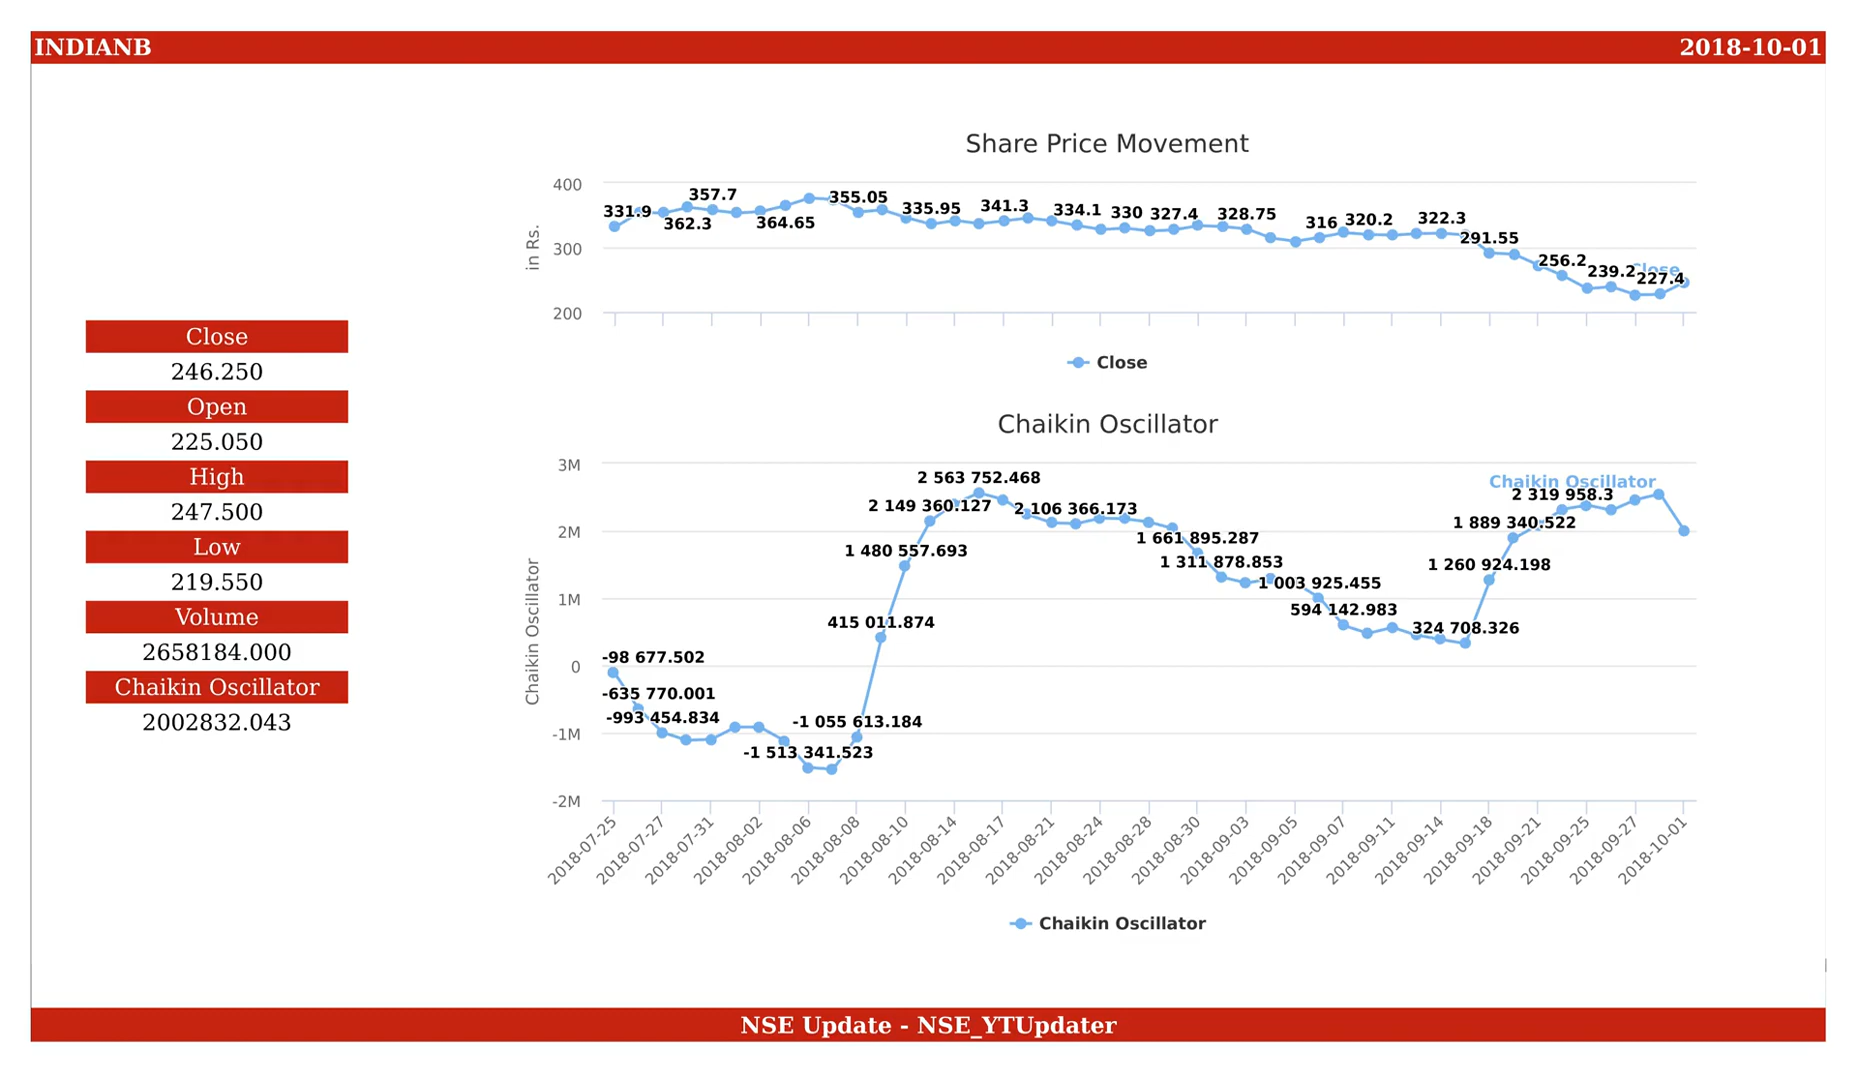 INDIANB 2018-10-01
Close
246.250
Open
225.050
High
247.500
Low
219.550
Volume
2658184.000
Chaikin Oscillator
2002832.043
Share Price Movement
in Rs.
400
300
200
331.9
362.3
357.7
364.65
355.05
335.95
341.3
334.1
330
327.4
328.75
316
320.2
322.3
291.55
256.2
239.2
227.4
Close
Close
Chaikin Oscillator
Chaikin Oscillator
3M
2M
1M
0
-1M
-2M
-98 677.502
-635 770.001
-993 454.834
-1 513 341.523
-1 055 613.184
415 011.874
1 480 557.693
2 149 360.127
2 563 752.468
2 106 366.173
1 661 895.287
1 311 878.853
1 003 925.455
594 142.983
324 708.326
1 260 924.198
1 889 340.522
2 319 958.3
Chaikin Oscillator
2018-07-25
2018-07-27
2018-07-31
2018-08-02
2018-08-06
2018-08-08
2018-08-10
2018-08-14
2018-08-17
2018-08-21
2018-08-24
2018-08-28
2018-08-30
2018-09-03
2018-09-05
2018-09-07
2018-09-11
2018-09-14
2018-09-18
2018-09-21
2018-09-25
2018-09-27
2018-10-01
Chaikin Oscillator
NSE Update - NSE_YTUpdater